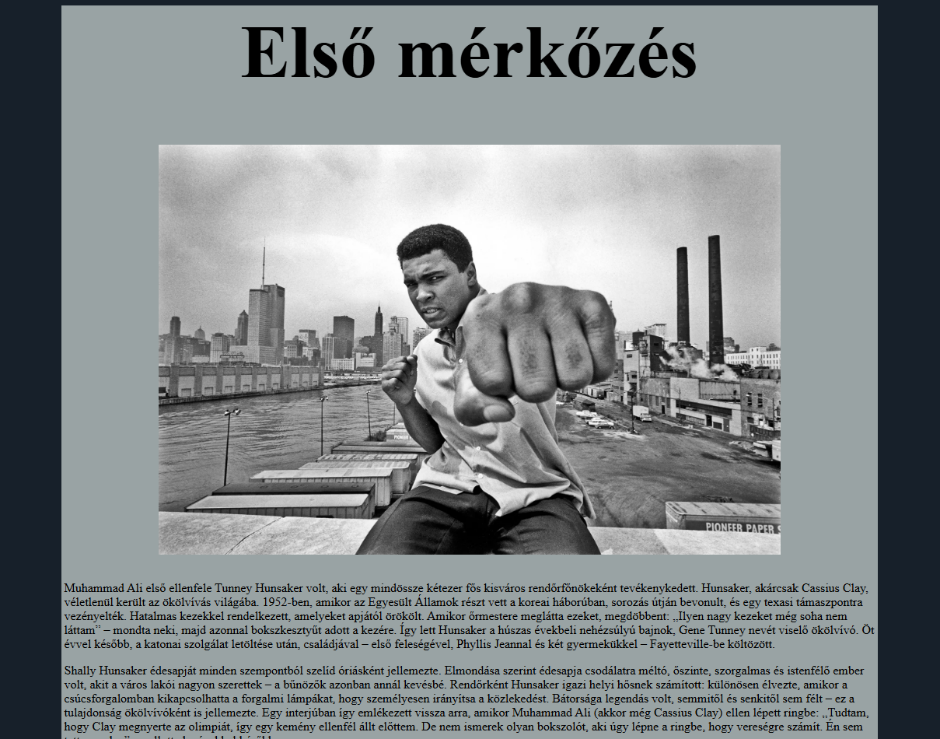 Első mérkőzés
PIONEER PAPER S
Muhammad Ali első ellenfele Tunney Hunsaker volt, aki egy mindössze kétezer fős kisváros rendőrfőnökeként tevékenykedett. Hunsaker, akárcsak Cassius Clay,
véletlenül került az ökölvívás világába. 1952-ben, amikor az Egyesült Államok részt vett a koreai háborúban, sorozás útján bevonult, és egy texasi támaszpontra
vezényelték. Hatalmas kezekkel rendelkezett, amelyeket apjától örökölt. Amikor őrmestere meglátta ezeket, megdöbbent: „Ilyen nagy kezeket még soha nem
láttam” – mondta neki, majd azonnal bokszkesztyűt adott a kezére. Így lett Hunsaker a húszas évekbeli nehézsúlyú bajnok, Gene Tunney nevét viselő ökölvívó. Öt
évvel később, a katonai szolgálat letöltése után, családjával – első feleségével, Phyllis Jeannal és két gyermekükkel – Fayetteville-be költözött.
Shally Hunsaker édesapját minden szempontból szelíd óriásként jellemezte. Elmondása szerint édesapja csodálatra méltó, őszinte, szorgalmas és istenfélő ember
volt, akit a város lakói nagyon szerettek – a bűnözők azonban annál kevésbé. Rendőrként Hunsaker igazi helyi hősnek számított: különösen élvezte, amikor a
csúcsforgalomban kikapcsolhatta a forgalmi lámpákat, hogy személyesen irányítsa a közlekedést. Bátorsága legendás volt, semmitől és senkitől sem félt – ez a
tulajdonság ökölvívóként is jellemezte. Egy interjúban így emlékezett vissza arra, amikor Muhammad Ali (akkor még Cassius Clay) ellen lépett ringbe: „Tudtam,
hogy Clay megnyerte az olimpiát, így egy kemény ellenfél állt előttem. De nem ismerek olyan bokszolót, aki úgy lépne a ringbe, hogy vereségre számít. Én sem